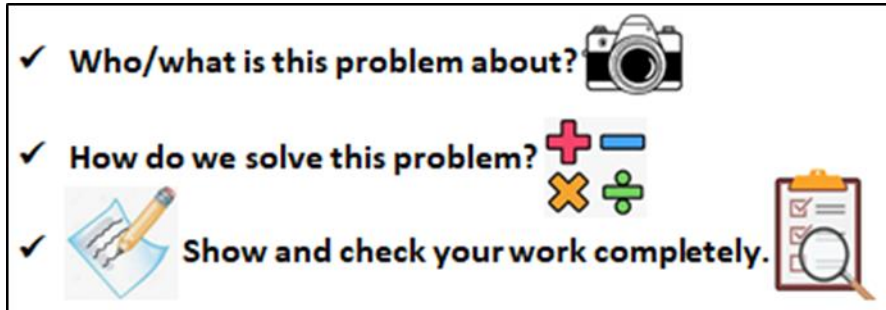 ✓ Who/what is this problem about?
✓ How do we solve this problem?
✓ Show and check your work completely.